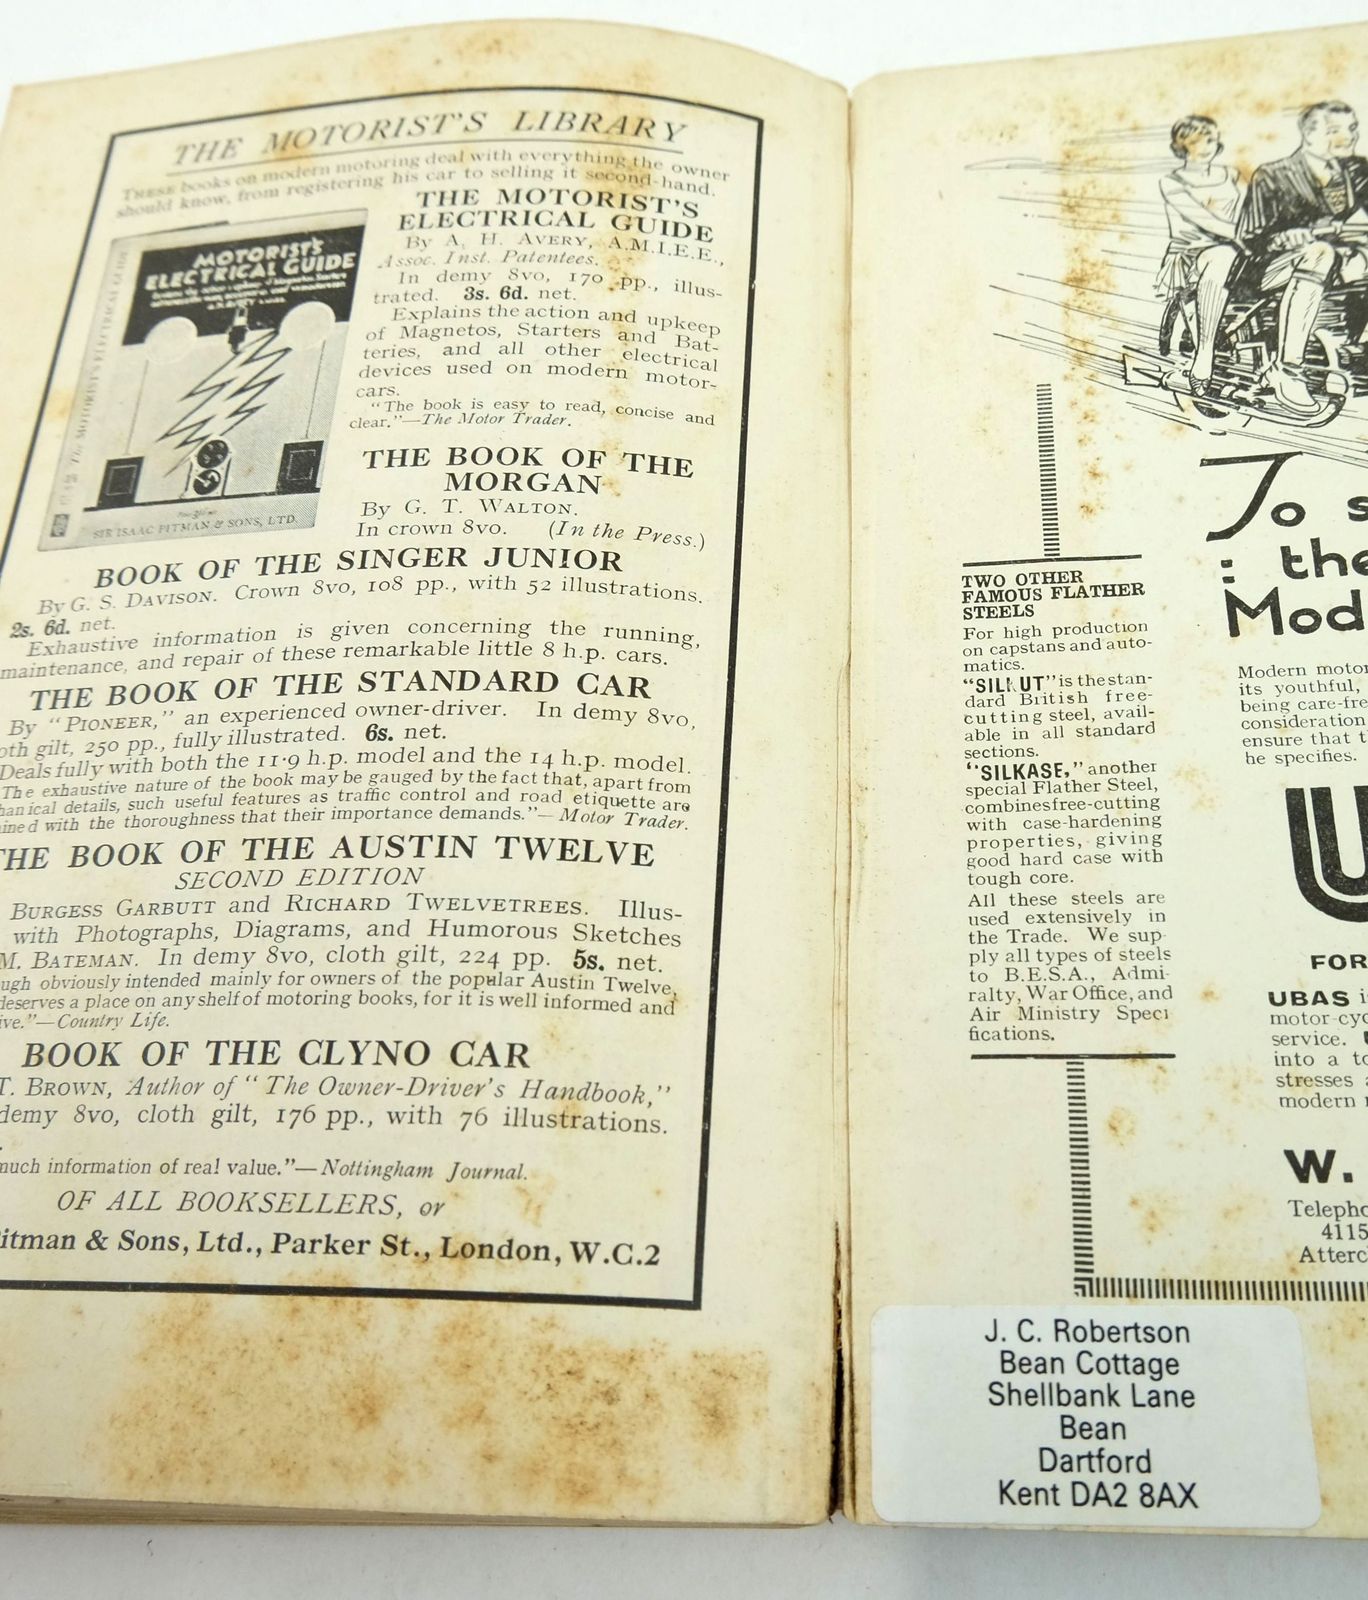 THE MOTORIST'S LIBRARY
THESE books on modern motoring deal with everything the owner
should know, from registering his car to selling it second-hand.
MOTORIST'S
ELECTRICAL GUIDE
The MOTORIST'S ELECTRICAL GUIDE
SIR ISAAC PITMAN & SONS, LTD.
THE MOTORIST'S
ELECTRICAL GUIDE
By A. H. AVERY, A.M.I.E.E.,
Assoc. Inst. Patentees.
In demy 8vo, 170 pp., illus-
trated. 3s. 6d. net.
Explains the action and upkeep
of Magnetos, Starters and Bat-
teries, and all other electrical
devices used on modern motor-
cars.
"The book is easy to read, concise and
clear."—The Motor Trader.
THE BOOK OF THE
MORGAN
By G. T. WALTON.
In crown 8vo. (In the Press.)
BOOK OF THE SINGER JUNIOR
By G. S. DAVISON. Crown 8vo, 108 pp., with 52 illustrations.
2s. 6d. net.
Exhaustive information is given concerning the running,
maintenance, and repair of these remarkable little 8 h.p. cars.
THE BOOK OF THE STANDARD CAR
By "PIONEER," an experienced owner-driver. In demy 8vo,
oth gilt, 250 pp., fully illustrated. 6s. net.
Deals fully with both the 11·9 h.p. model and the 14 h.p. model.
The exhaustive nature of the book may be gauged by the fact that, apart from
hanical details, such useful features as traffic control and road etiquette are
ined with the thoroughness that their importance demands."—Motor Trader.
THE BOOK OF THE AUSTIN TWELVE
SECOND EDITION
BURGESS GARBUTT and RICHARD TWELVETREES. Illus-
with Photographs, Diagrams, and Humorous Sketches
M. BATEMAN. In demy 8vo, cloth gilt, 224 pp. 5s. net.
ugh obviously intended mainly for owners of the popular Austin Twelve,
deserves a place on any shelf of motoring books, for it is well informed and
ive."—Country Life.
BOOK OF THE CLYNO CAR
T. BROWN, Author of "The Owner-Driver's Handbook,"
demy 8vo, cloth gilt, 176 pp., with 76 illustrations.
much information of real value."—Nottingham Journal.
OF ALL BOOKSELLERS, or
itman & Sons, Ltd., Parker St., London, W.C.2
To s
: the
Mod
TWO OTHER
FAMOUS FLATHER
STEELS
For high production
on capstans and auto-
matics.
"SILKUT" is the stan-
dard British free-
cutting steel, avail-
able in all standard
sections.
"SILKASE," another
special Flather Steel,
combines free-cutting
with case-hardening
properties, giving
good hard case with
tough core.
All these steels are
used extensively in
the Trade. We sup-
ply all types of steels
to B.E.S.A., Admi-
ralty, War Office, and
Air Ministry Speci
fications.
Modern motor
its youthful,
being care-fre
consideration
ensure that t
he specifies.
U
FOR
UBAS i
motor-cyc
service.
into a to
stresses a
modern
W.
Telepho
4115
Atterc
J. C. Robertson
Bean Cottage
Shellbank Lane
Bean
Dartford
Kent DA2 8AX